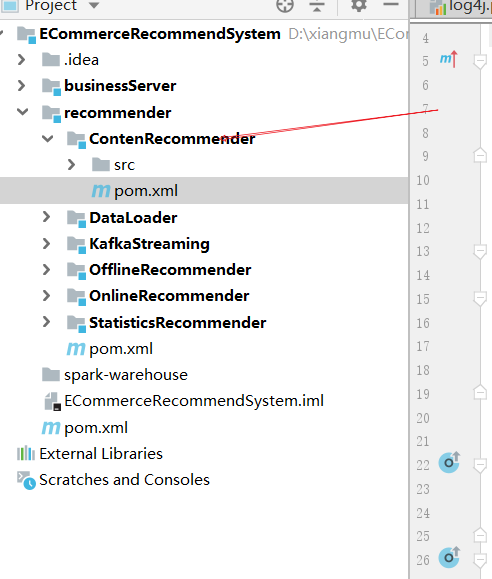 Project
log4j.p
ECommerceRecommendSystem D:\xiangmu\ECor
.idea
businessServer
recommender
ContenRecommender
src
m pom.xml
DataLoader
KafkaStreaming
OfflineRecommender
OnlineRecommender
StatisticsRecommender
m pom.xml
spark-warehouse
ECommerceRecommendSystem.iml
m pom.xml
External Libraries
Scratches and Consoles
4
5 m
6
7
8
9
10
11
12
13
14
15
16
17
18
19
20
21
22
23
24
25
26